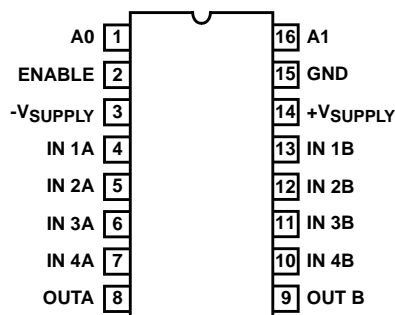 A0 1 16 A1
ENABLE 2 15 GND
-VSUPPLY 3 14 +VSUPPLY
IN 1A 4 13 IN 1B
IN 2A 5 12 IN 2B
IN 3A 6 11 IN 3B
IN 4A 7 10 IN 4B
OUTA 8 9 OUT B